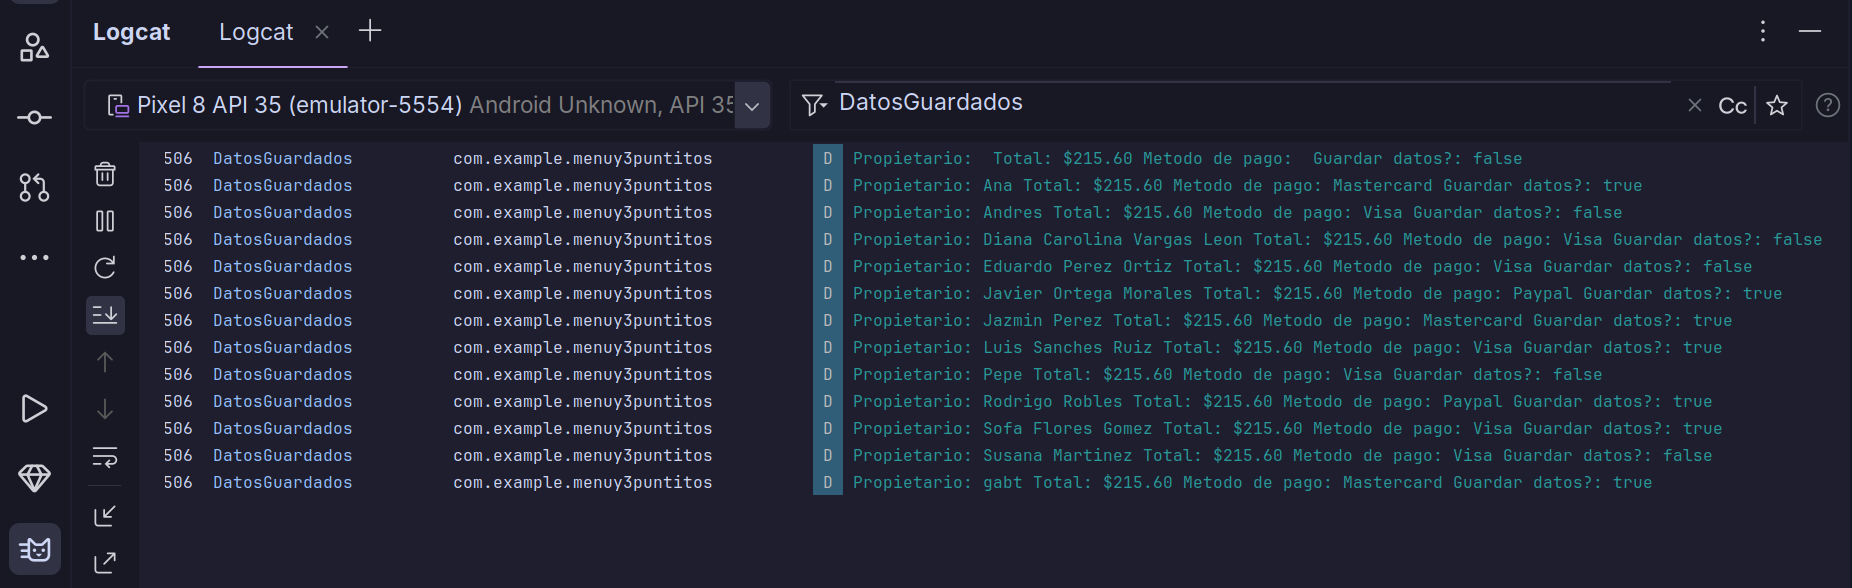 Logcat Logcat
Pixel 8 API 35 (emulator-5554) Android Unknown, API 35 DatosGuardados Cc
506 DatosGuardados com.example.menuy3puntitos D Propietario:  Total: $215.60 Metodo de pago:  Guardar datos?: false
506 DatosGuardados com.example.menuy3puntitos D Propietario: Ana Total: $215.60 Metodo de pago: Mastercard Guardar datos?: true
506 DatosGuardados com.example.menuy3puntitos D Propietario: Andres Total: $215.60 Metodo de pago: Visa Guardar datos?: false
506 DatosGuardados com.example.menuy3puntitos D Propietario: Diana Carolina Vargas Leon Total: $215.60 Metodo de pago: Visa Guardar datos?: false
506 DatosGuardados com.example.menuy3puntitos D Propietario: Eduardo Perez Ortiz Total: $215.60 Metodo de pago: Visa Guardar datos?: false
506 DatosGuardados com.example.menuy3puntitos D Propietario: Javier Ortega Morales Total: $215.60 Metodo de pago: Paypal Guardar datos?: true
506 DatosGuardados com.example.menuy3puntitos D Propietario: Jazmin Perez Total: $215.60 Metodo de pago: Mastercard Guardar datos?: true
506 DatosGuardados com.example.menuy3puntitos D Propietario: Luis Sanches Ruiz Total: $215.60 Metodo de pago: Visa Guardar datos?: true
506 DatosGuardados com.example.menuy3puntitos D Propietario: Pepe Total: $215.60 Metodo de pago: Visa Guardar datos?: false
506 DatosGuardados com.example.menuy3puntitos D Propietario: Rodrigo Robles Total: $215.60 Metodo de pago: Paypal Guardar datos?: true
506 DatosGuardados com.example.menuy3puntitos D Propietario: Sofa Flores Gomez Total: $215.60 Metodo de pago: Visa Guardar datos?: true
506 DatosGuardados com.example.menuy3puntitos D Propietario: Susana Martinez Total: $215.60 Metodo de pago: Visa Guardar datos?: false
506 DatosGuardados com.example.menuy3puntitos D Propietario: gabt Total: $215.60 Metodo de pago: Mastercard Guardar datos?: true